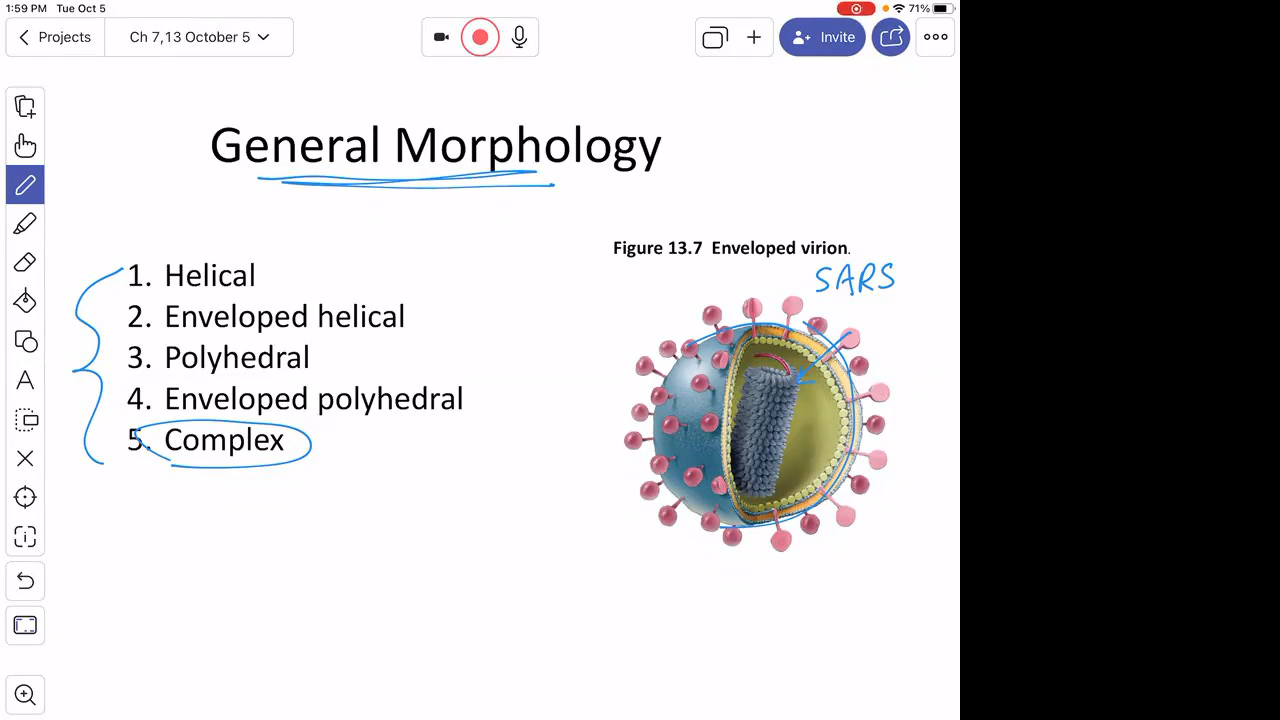 1:59 PM Tue Oct 5
71%
Projects
Ch 7,13 October 5
Invite
General Morphology
1. Helical
2. Enveloped helical
3. Polyhedral
4. Enveloped polyhedral
5. Complex
Figure 13.7 Enveloped virion.
SARS